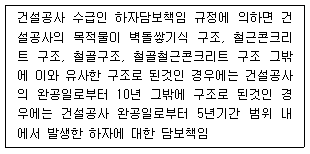 건설공사 수급인 하자담보책임 규정에 의하면 건
설공사의 목적물이 벽돌쌓기식 구조, 철근콘크리
트 구조, 철골구조, 철골철근콘크리트 구조 그밖
에 이와 유사한 구조로 된것인 경우에는 건설공사
의 완공일로부터 10년 그밖에 구조로 된것인 경
우에는 건설공사 완공일로부터 5년기간 범위 내
에서 발생한 하자에 대한 담보책임